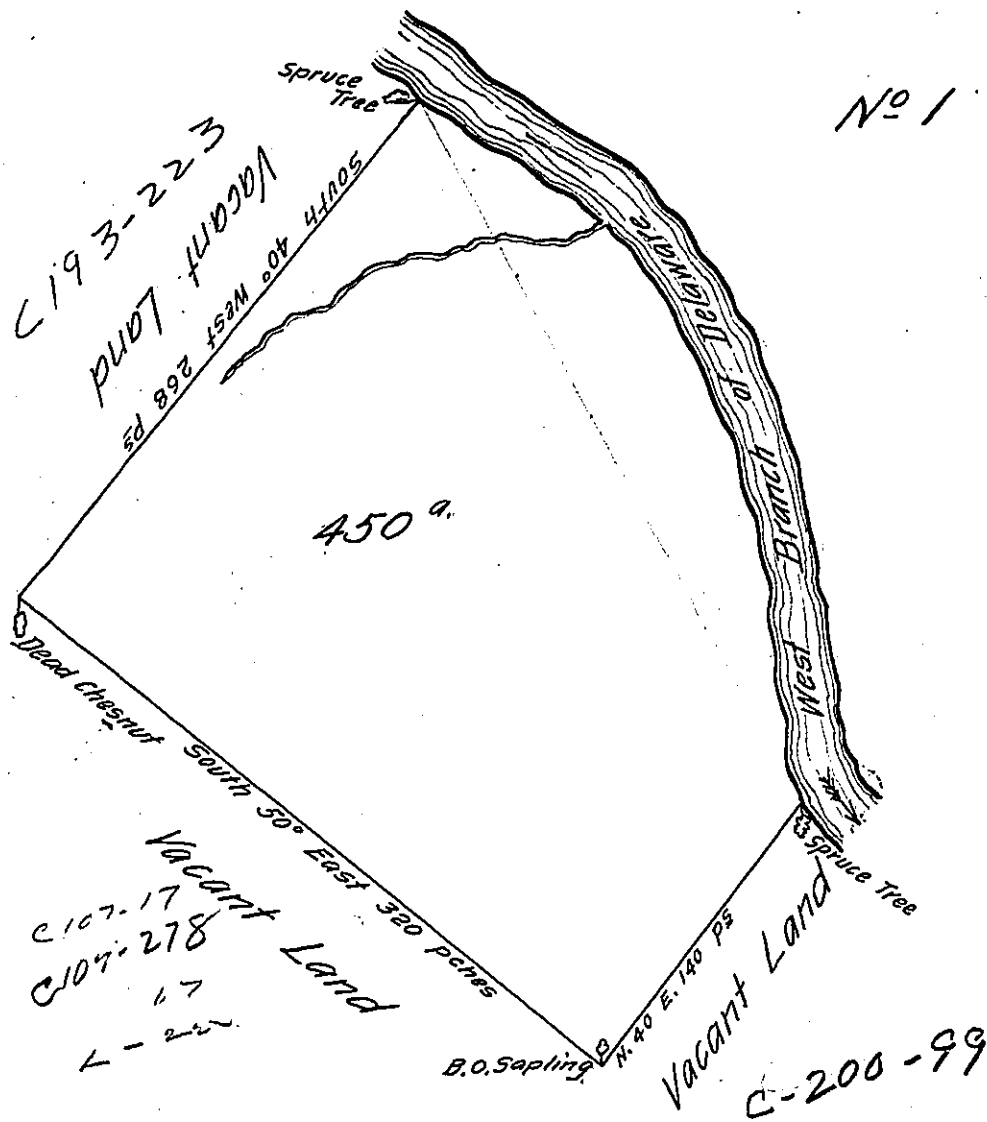 Nº 1
Spruce
Tree
C193-223
Vacant Land
South 40° West 268 Ps
West Branch of Delaware
450 a.
Dead Chesnut South 50° East 320 pches
Spruce Tree
Vacant Land
C107-17
C107-278
17
N. 40 E. 140 Ps
Vacant Land
B.O. Sapling
C-200-99